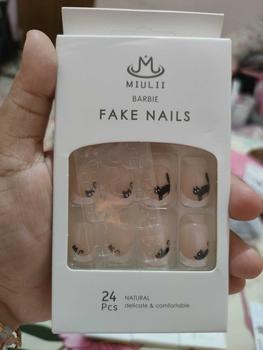 MIULII
BARBIE
FAKE NAILS
24
Pcs
NATURAL
delicate & comfortable